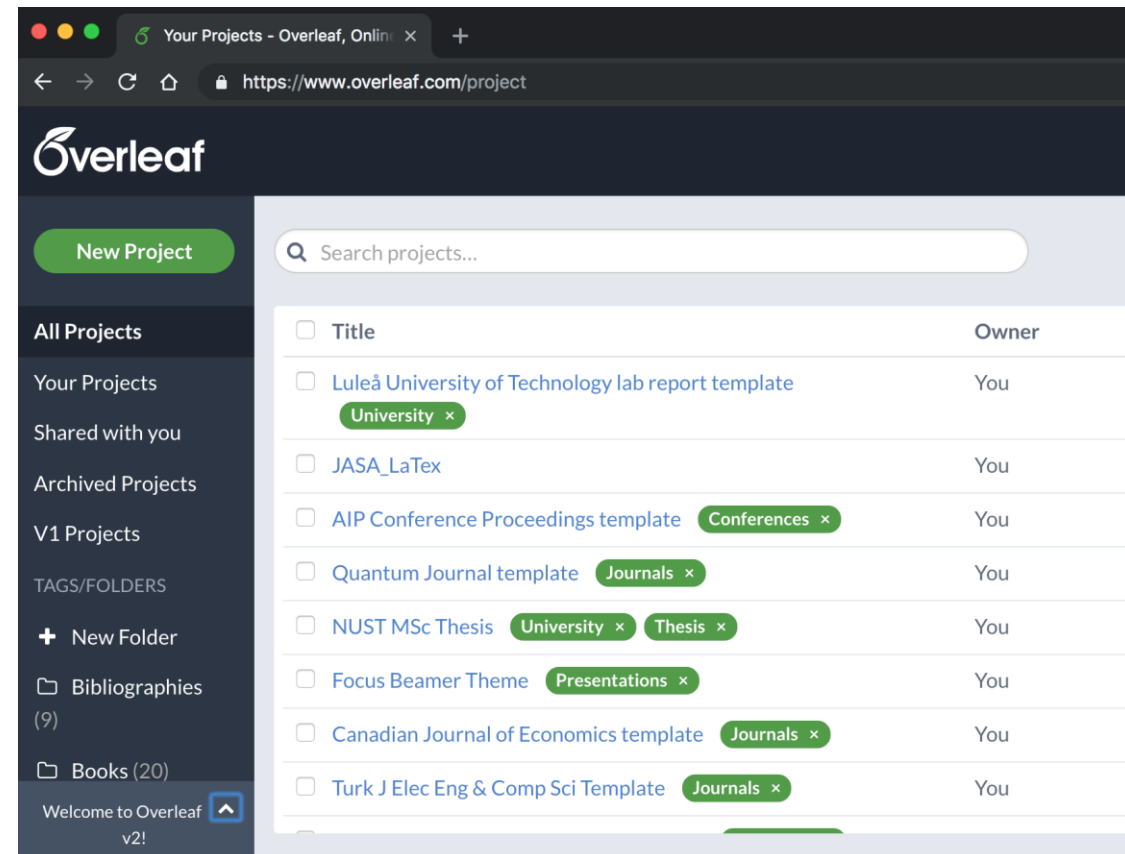 Your Projects - Overleaf, Onlin
https://www.overleaf.com/project
Overleaf
New Project
Search projects...
All Projects
Your Projects
Shared with you
Archived Projects
V1 Projects
TAGS/FOLDERS
New Folder
Bibliographies
(9)
Books (20)
Welcome to Overleaf
v2!
Title Owner
Luleå University of Technology lab report template You
University ×
JASA_LaTex You
AIP Conference Proceedings template Conferences × You
Quantum Journal template Journals × You
NUST MSc Thesis University × Thesis × You
Focus Beamer Theme Presentations × You
Canadian Journal of Economics template Journals × You
Turk J Elec Eng & Comp Sci Template Journals × You